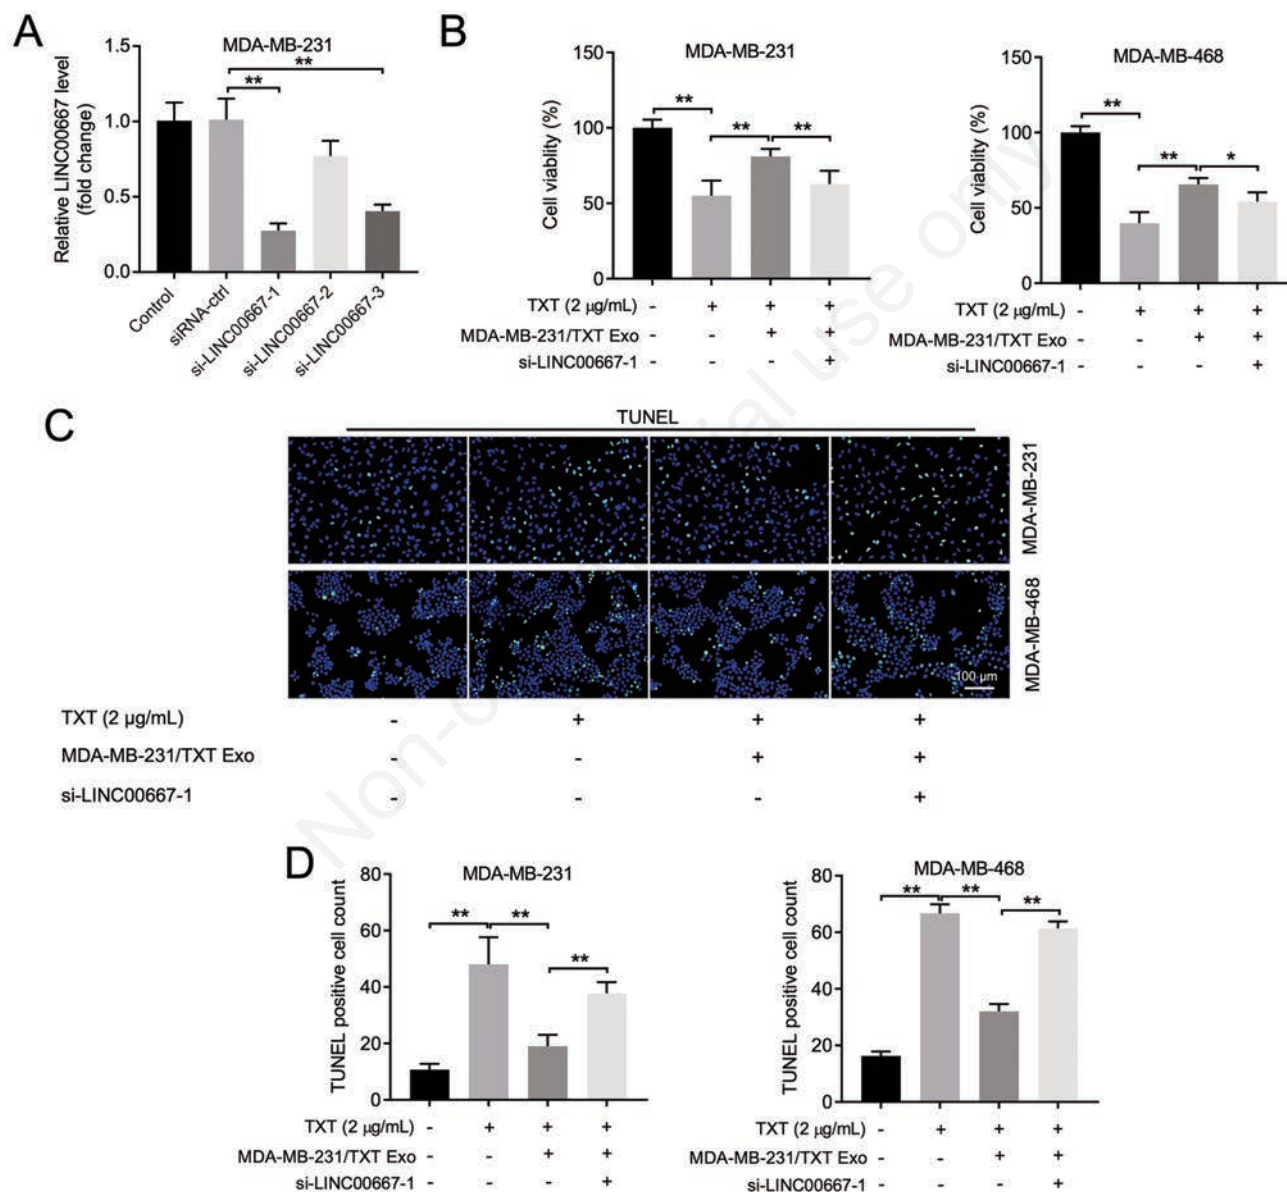 A
MDA-MB-231
Relative LINC00667 level
(fold change)
1.5
1.0
0.5
0.0
** **
Control
siRNA-ctrl
si-LINC00667-1
si-LINC00667-2
si-LINC00667-3
B
MDA-MB-231
Cell viablity (%)
150
100
50
0
** ** **
TXT (2 μg/mL) - + + +
MDA-MB-231/TXT Exo - - + +
si-LINC00667-1 - - - +
MDA-MB-468
Cell viablity (%)
150
100
50
0
** ** *
TXT (2 μg/mL) - + + +
MDA-MB-231/TXT Exo - - + +
si-LINC00667-1 - - - +
C
TUNEL
MDA-MB-231
MDA-MB-468
100 μm
TXT (2 μg/mL) - + + +
MDA-MB-231/TXT Exo - - + +
si-LINC00667-1 - - - +
D
MDA-MB-231
TUNEL positive cell count
80
60
40
20
0
** ** **
TXT (2 μg/mL) - + + +
MDA-MB-231/TXT Exo - - + +
si-LINC00667-1 - - - +
MDA-MB-468
TUNEL positive cell count
80
60
40
20
0
** ** **
TXT (2 μg/mL) - + + +
MDA-MB-231/TXT Exo - - + +
si-LINC00667-1 - - - +
use only